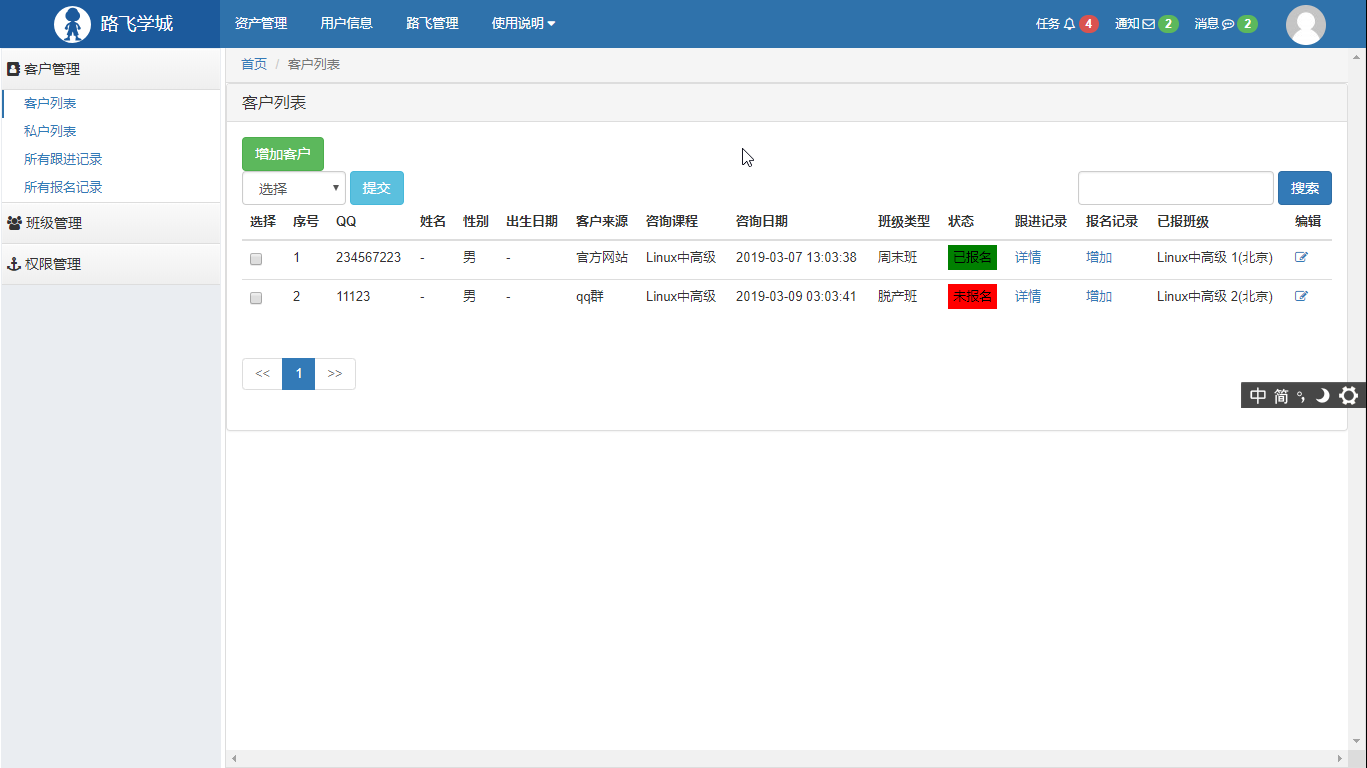 路飞学城 资产管理 用户信息 路飞管理 使用说明 任务 4 通知 2 消息 2
客户管理
客户列表
私户列表
所有跟进记录
所有报名记录
班级管理
权限管理
首页 / 客户列表
客户列表
增加客户
选择 提交 搜索
选择 序号 QQ 姓名 性别 出生日期 客户来源 咨询课程 咨询日期 班级类型 状态 跟进记录 报名记录 已报班级 编辑
1 234567223 - 男 - 官方网站 Linux中高级 2019-03-07 13:03:38 周末班 已报名 详情 增加 Linux中高级 1(北京)
2 11123 - 男 - qq群 Linux中高级 2019-03-09 03:03:41 脱产班 未报名 详情 增加 Linux中高级 2(北京)
<< 1 >>
中 简 °,